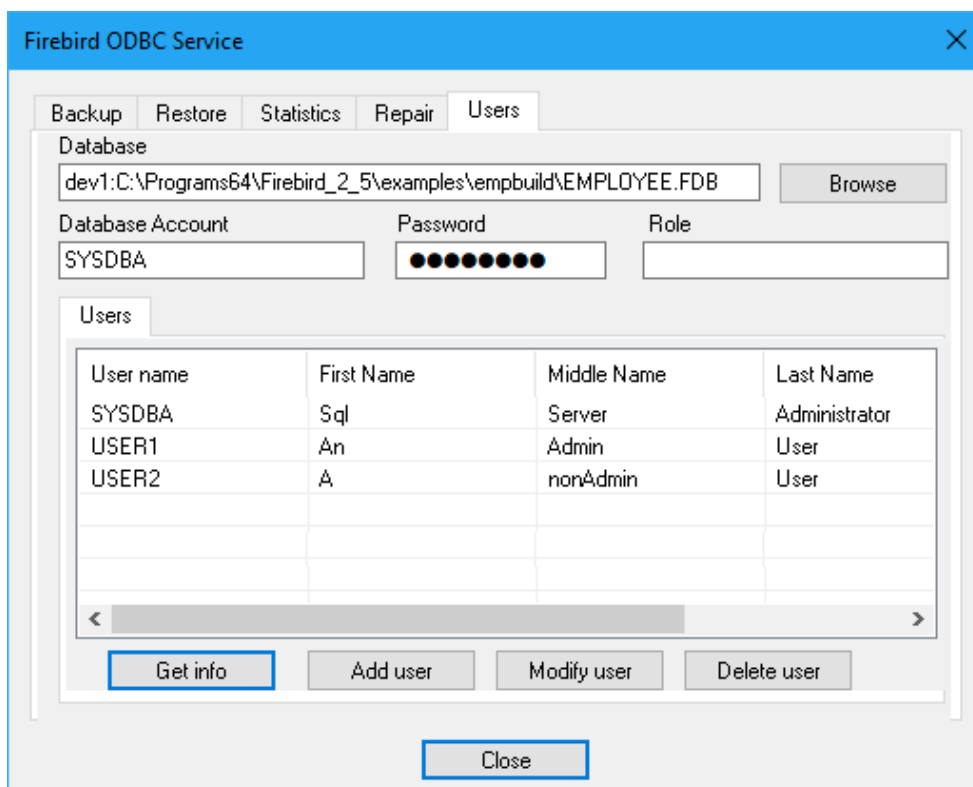 Firebird ODBC Service
Backup Restore Statistics Repair Users
Database
dev1:C:\Programs64\Firebird_2_5\examples\empbuild\EMPLOYEE.FDB Browse
Database Account Password Role
SYSDBA ●●●●●●●●
Users
User name First Name Middle Name Last Name
SYSDBA Sql Server Administrator
USER1 An Admin User
USER2 A nonAdmin User
Get info Add user Modify user Delete user
Close